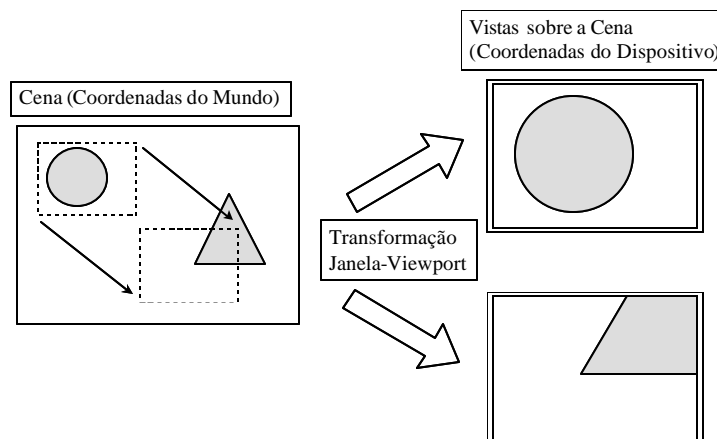 Vistas sobre a Cena
(Coordenadas do Dispositivo)
Cena (Coordenadas do Mundo)
Transformação
Janela-Viewport